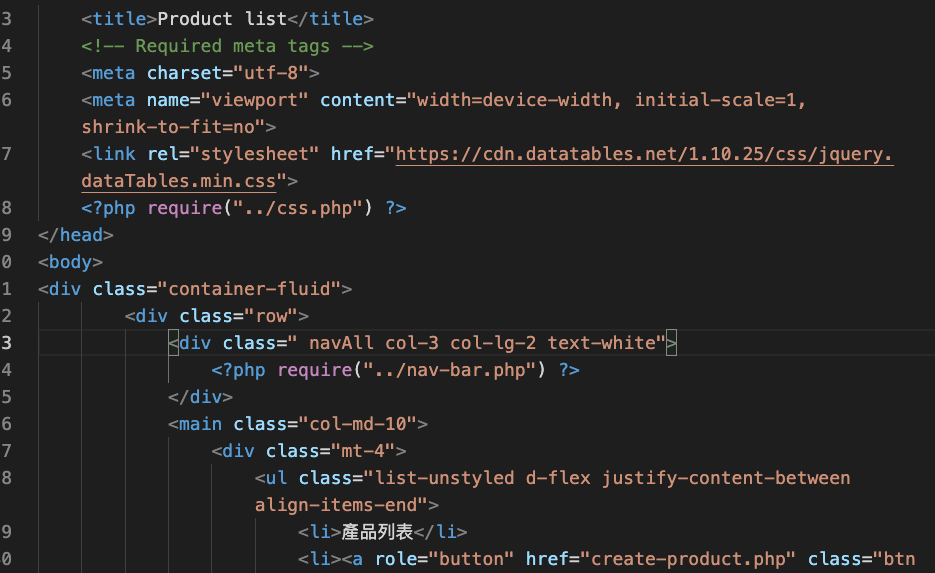 3 <title>Product list</title>
4 <!-- Required meta tags -->
5 <meta charset="utf-8">
6 <meta name="viewport" content="width=device-width, initial-scale=1,
shrink-to-fit=no">
7 <link rel="stylesheet" href="https://cdn.datatables.net/1.10.25/css/jquery.
dataTables.min.css">
8 <?php require("../css.php") ?>
9 </head>
0 <body>
1 <div class="container-fluid">
2 <div class="row">
3 <div class=" navAll col-3 col-lg-2 text-white">
4 <?php require("../nav-bar.php") ?>
5 </div>
6 <main class="col-md-10">
7 <div class="mt-4">
8 <ul class="list-unstyled d-flex justify-content-between
align-items-end">
9 <li>產品列表</li>
0 <li><a role="button" href="create-product.php" class="btn